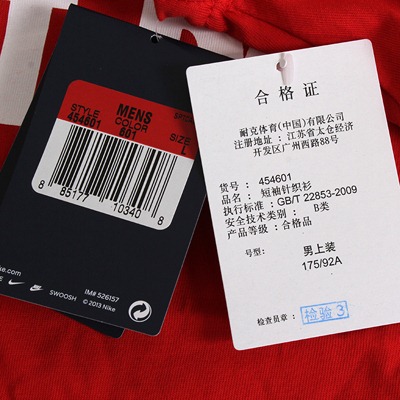 STYLE
454601
MENS
COLOR
601
SIZE
L
8 85177 10340 8
Nike.com
SWOOSH
IM# 526157
© 2013 Nike
合格证
耐克体育(中国)有限公司
注册地址：江苏省太仓经济
开发区广州西路88号
货号： 454601
品名： 短袖针织衫
执行标准：GB/T 22853-2009
安全技术类别： B类
产品等级：合格品
号型： 男上装
175/92A
检查员章： 检验 3